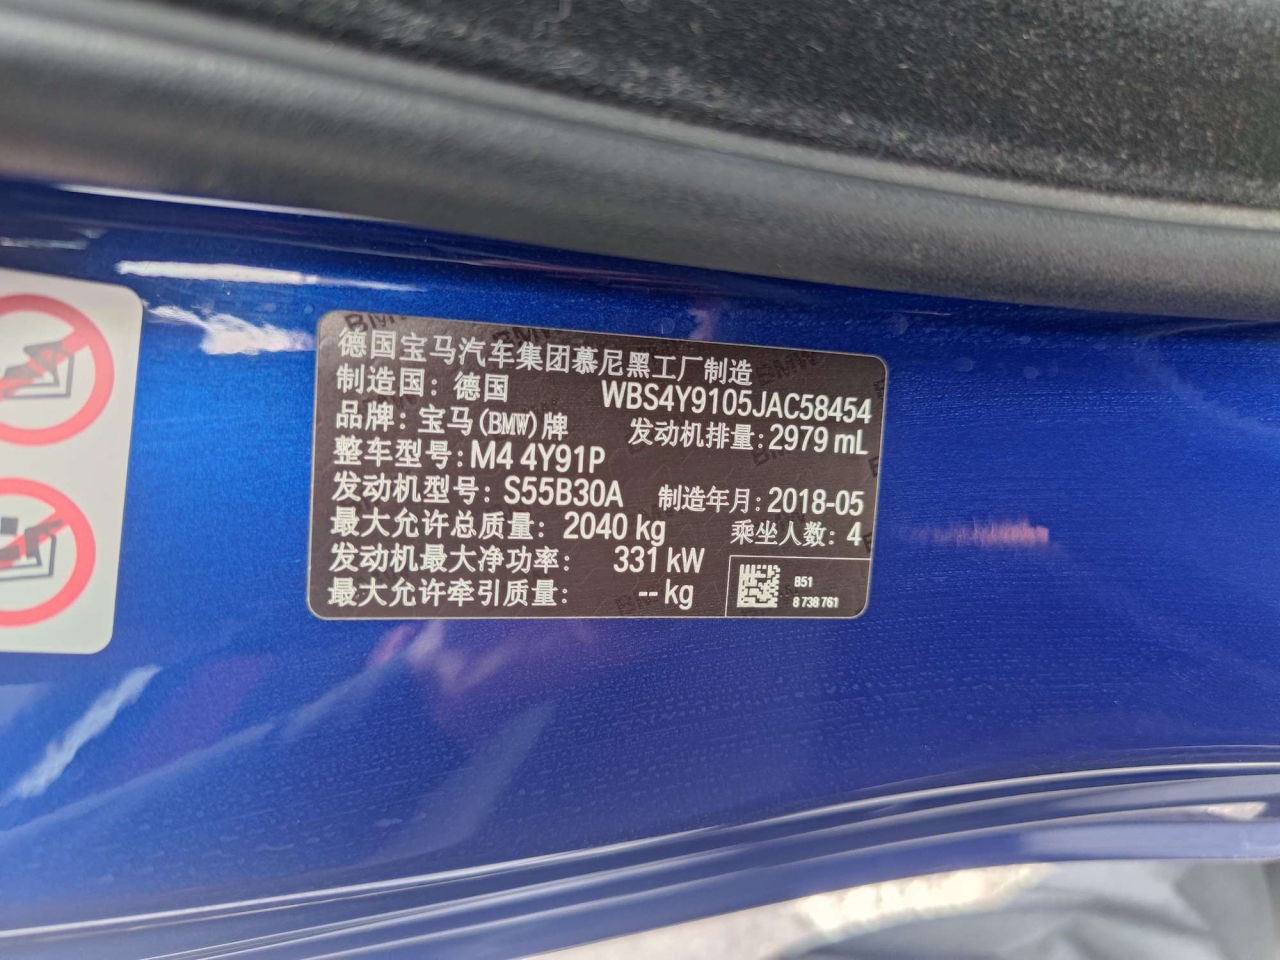 德国宝马汽车集团慕尼黑工厂制造
制造国：德国 WBS4Y9105JAC58454
品牌：宝马(BMW)牌 发动机排量：2979 mL
整车型号：M4 4Y91P
发动机型号：S55B30A 制造年月：2018-05
最大允许总质量：2040 kg 乘坐人数：4
发动机最大净功率：331 kW
最大允许牵引质量：-- kg
B51
8 738 761